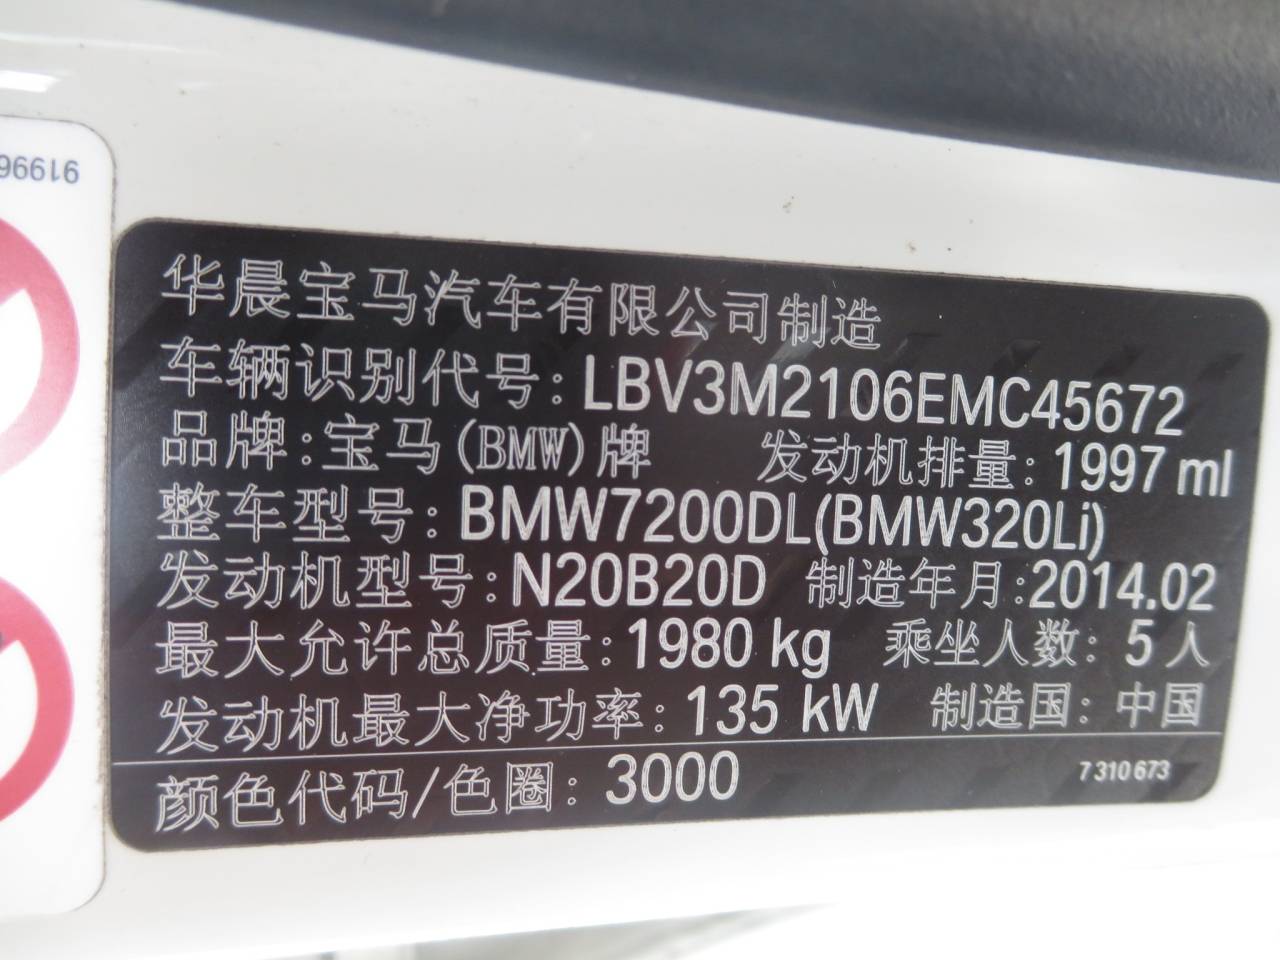 91996
华晨宝马汽车有限公司制造
车辆识别代号: LBV3M2106EMC45672
品牌:宝马(BMW)牌 发动机排量: 1997 ml
整车型号: BMW7200DL(BMW320Li)
发动机型号: N20B20D 制造年月:2014.02
最大允许总质量: 1980 kg 乘坐人数: 5人
发动机最大净功率: 135 kW 制造国: 中国
颜色代码/色圈: 3000 7 310 673